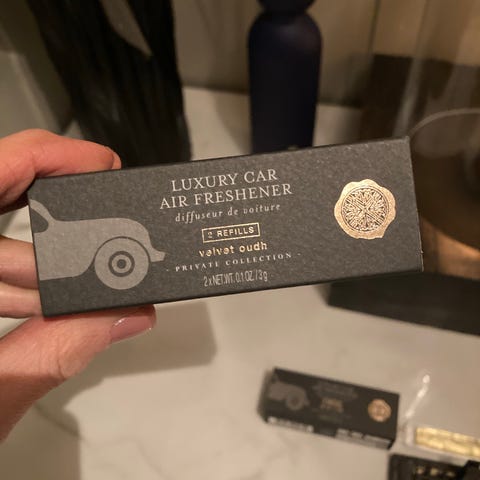 LUXURY CAR
AIR FRESHENER
diffuseur de voiture
2 REFILLS
velvet oudh
- PRIVATE COLLECTION -
2 x NET.WT. 0.1 OZ. / 3 g